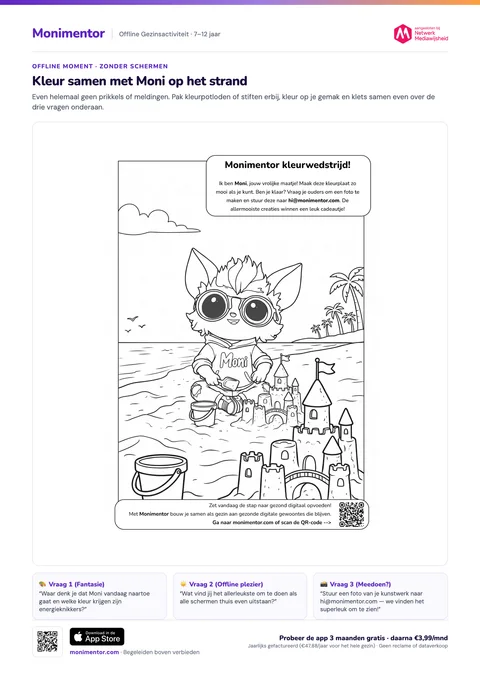 Monimentor
Offline Gezinsactiviteit · 7–12 jaar
aangesloten bij
Netwerk
Mediawijsheid
OFFLINE MOMENT · ZONDER SCHERMEN
Kleur samen met Moni op het strand
Even helemaal geen prikkels of meldingen. Pak kleurpotloden of stiften erbij, kleur op je gemak en klets samen even over de
drie vragen onderaan.
Monimentor kleurwedstrijd!
Ik ben Moni, jouw vrolijke maatje! Maak deze kleurplaat zo
mooi als je kunt. Ben je klaar? Vraag je ouders om een foto te
maken en stuur deze naar hi@monimentor.com. De
allermooiste creaties winnen een leuk cadeautje!
Moni
Zet vandaag de stap naar gezond digitaal opvoeden!
Met Monimentor bouw je samen als gezin aan gezonde digitale gewoontes die blijven.
Ga naar monimentor.com of scan de QR-code -->
Vraag 1 (Fantasie)
"Waar denk je dat Moni vandaag naartoe
gaat en welke kleur krijgen zijn
energieknikkers?"
Vraag 2 (Offline plezier)
"Wat vind jij het allerleukste om te doen als
alle schermen thuis even uitstaan?"
Vraag 3 (Meedoen?)
"Stuur een foto van je kunstwerk naar
hi@monimentor.com — we vinden het
superleuk om te zien!"
Download in de
App Store
monimentor.com · Begeleiden boven verbieden
Probeer de app 3 maanden gratis · daarna €3,99/mnd
Jaarlijks gefactureerd (€47,88/jaar voor het hele gezin) · Geen reclame of dataverkoop